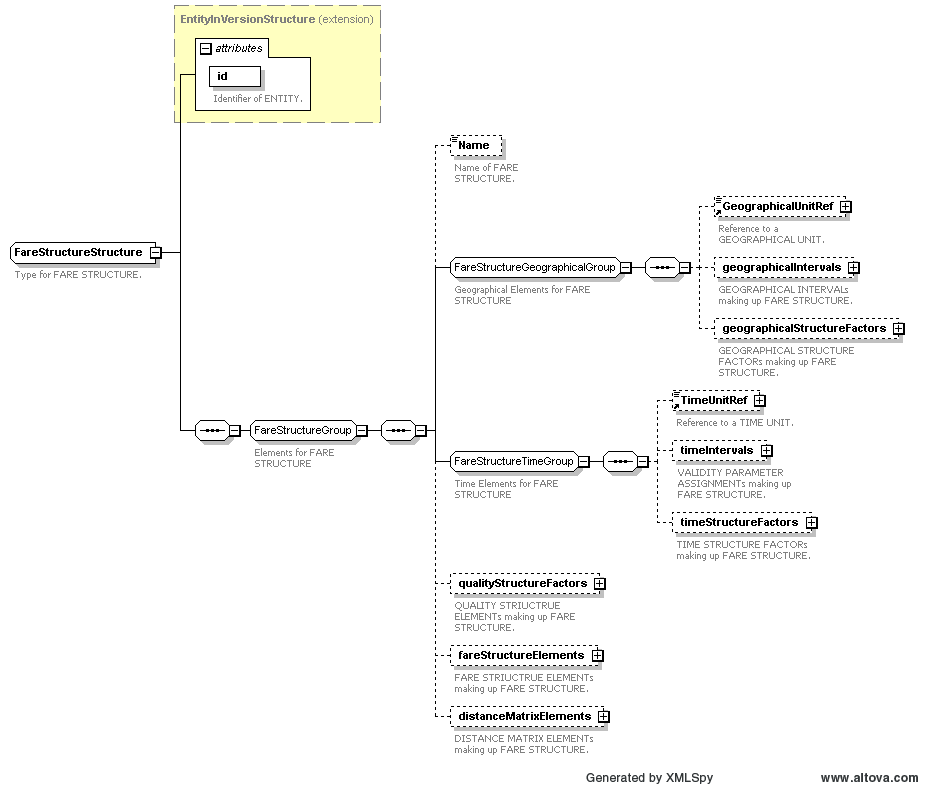 EntityInVersionStructure (extension)
attributes
id
Identifier of ENTITY.
FareStructureStructure
Type for FARE STRUCTURE.
FareStructureGroup
Elements for FARE
STRUCTURE
Name
Name of FARE
STRUCTURE.
FareStructureGeographicalGroup
Geographical Elements for FARE
STRUCTURE
GeographicalUnitRef
Reference to a
GEOGRAPHICAL UNIT.
geographicalIntervals
GEOGRAPHICAL INTERVALs
making up FARE STRUCTURE.
geographicalStructureFactors
GEOGRAPHICAL STRUCTURE
FACTORs making up FARE
STRUCTURE.
FareStructureTimeGroup
Time Elements for FARE
STRUCTURE
TimeUnitRef
Reference to a TIME UNIT.
timeIntervals
VALIDITY PARAMETER
ASSIGNMENTs making up
FARE STRUCTURE.
timeStructureFactors
TIME STRUCTURE FACTORs
making up FARE STRUCTURE.
qualityStructureFactors
QUALITY STRIUCTRUE
ELEMENTs making up FARE
STRUCTURE.
fareStructureElements
FARE STRIUCTRUE ELEMENTs
making up FARE STRUCTURE.
distanceMatrixElements
DISTANCE MATRIX ELEMENTs
making up FARE STRUCTURE.
Generated by XMLSpy
www.altova.com